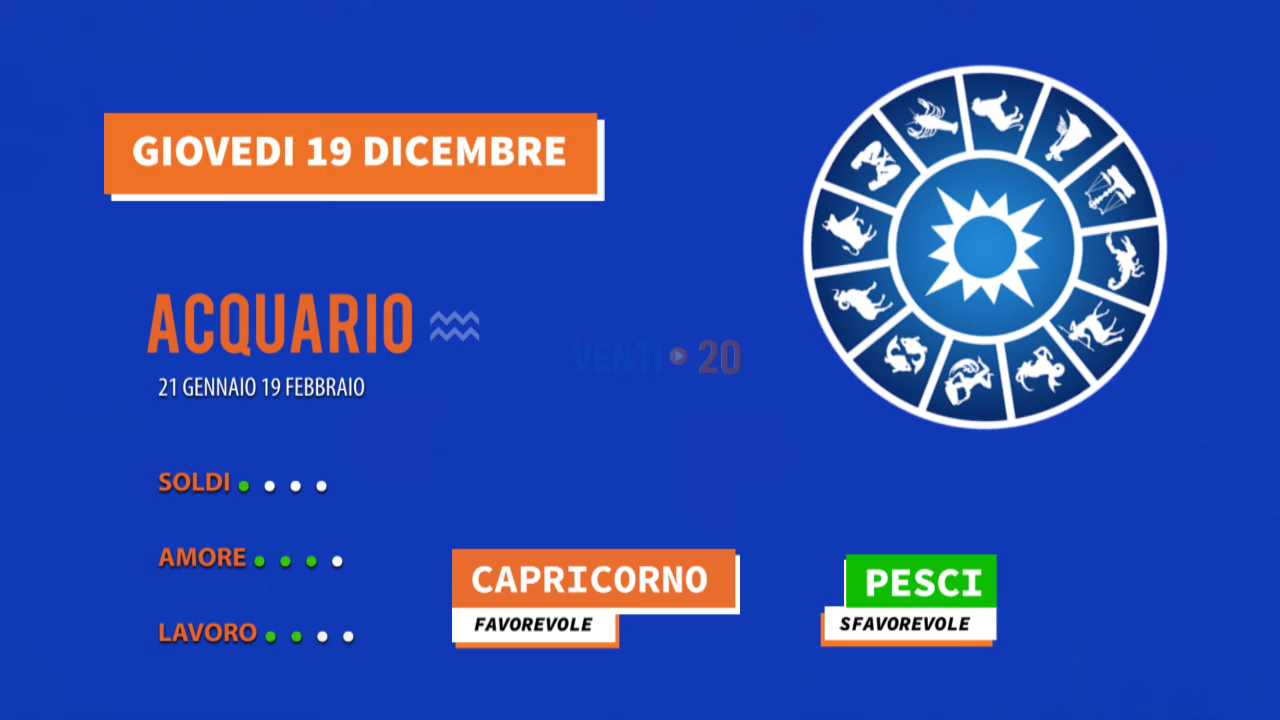 GIOVEDI 19 DICEMBRE
ACQUARIO
21 GENNAIO 19 FEBBRAIO
VENTI 20
SOLDI
AMORE
LAVORO
CAPRICORNO
FAVOREVOLE
PESCI
SFAVOREVOLE